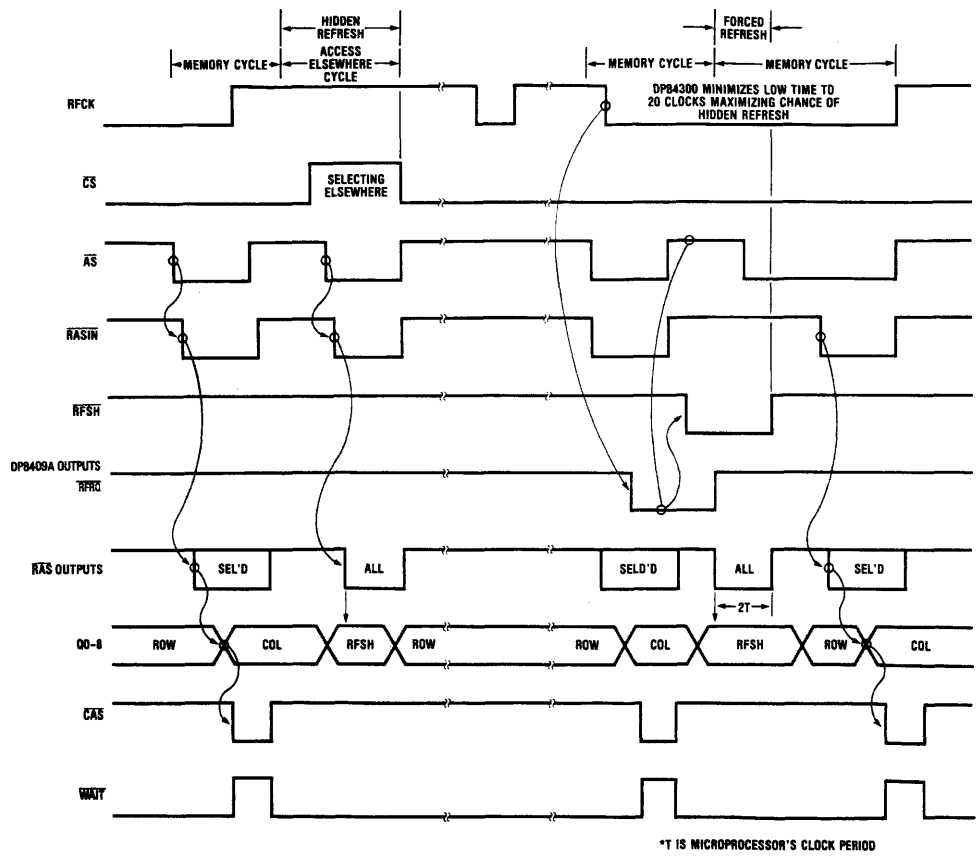 HIDDEN
REFRESH
FORCED
REFRESH
MEMORY CYCLE
ACCESS
ELSEWHERE
CYCLE
MEMORY CYCLE
MEMORY CYCLE
RFCK
DP84300 MINIMIZES LOW TIME TO
20 CLOCKS MAXIMIZING CHANCE OF
HIDDEN REFRESH
CS
SELECTING
ELSEWHERE
AS
RASIN
RFSH
DP8409A OUTPUTS
RFRQ
RAS OUTPUTS
SEL'D
ALL
SELD'D
ALL
SEL'D
2T
Q0-8
ROW
COL
RFSH
ROW
ROW
COL
RFSH
ROW
COL
CAS
WAIT
*T IS MICROPROCESSOR'S CLOCK PERIOD